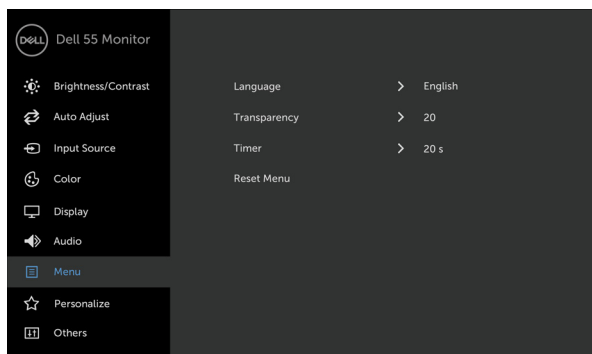 DELL
Dell 55 Monitor
Brightness/Contrast
Auto Adjust
Input Source
Color
Display
Audio
Menu
Personalize
Others
Language > English
Transparency > 20
Timer > 20 s
Reset Menu